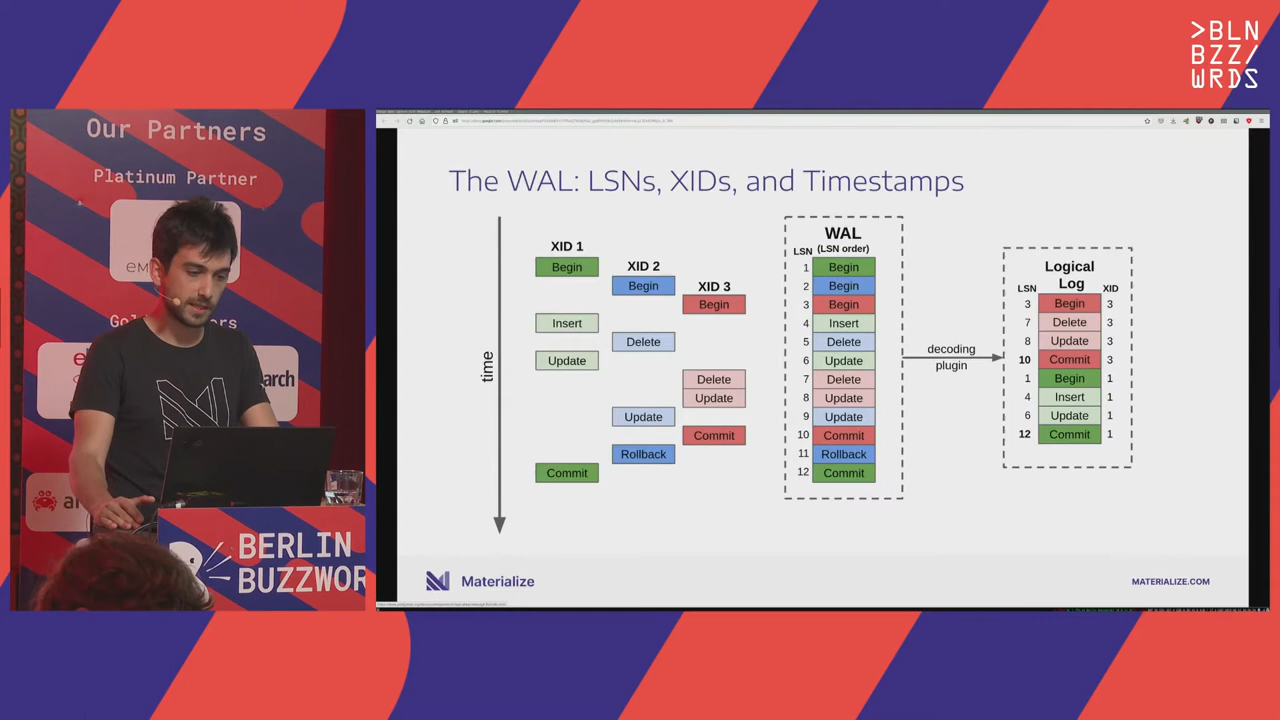 >BLN
BZZ/
WRDS
Our Partners
Platinum Partner
BERLIN
The WAL: LSNs, XIDs, and Timestamps
time
XID 1
XID 2
XID 3
Begin
Begin
Begin
Insert
Delete
Update
Delete
Update
Update
Commit
Rollback
Commit
WAL
LSN (LSN order)
1 Begin
2 Begin
3 Begin
4 Insert
5 Delete
6 Update
7 Delete
8 Update
9 Update
10 Commit
11 Rollback
12 Commit
decoding
plugin
Logical
Log
LSN XID
3 Begin 3
7 Delete 3
8 Update 3
10 Commit 3
1 Begin 1
4 Insert 1
6 Update 1
12 Commit 1
Materialize
MATERIALIZE.COM